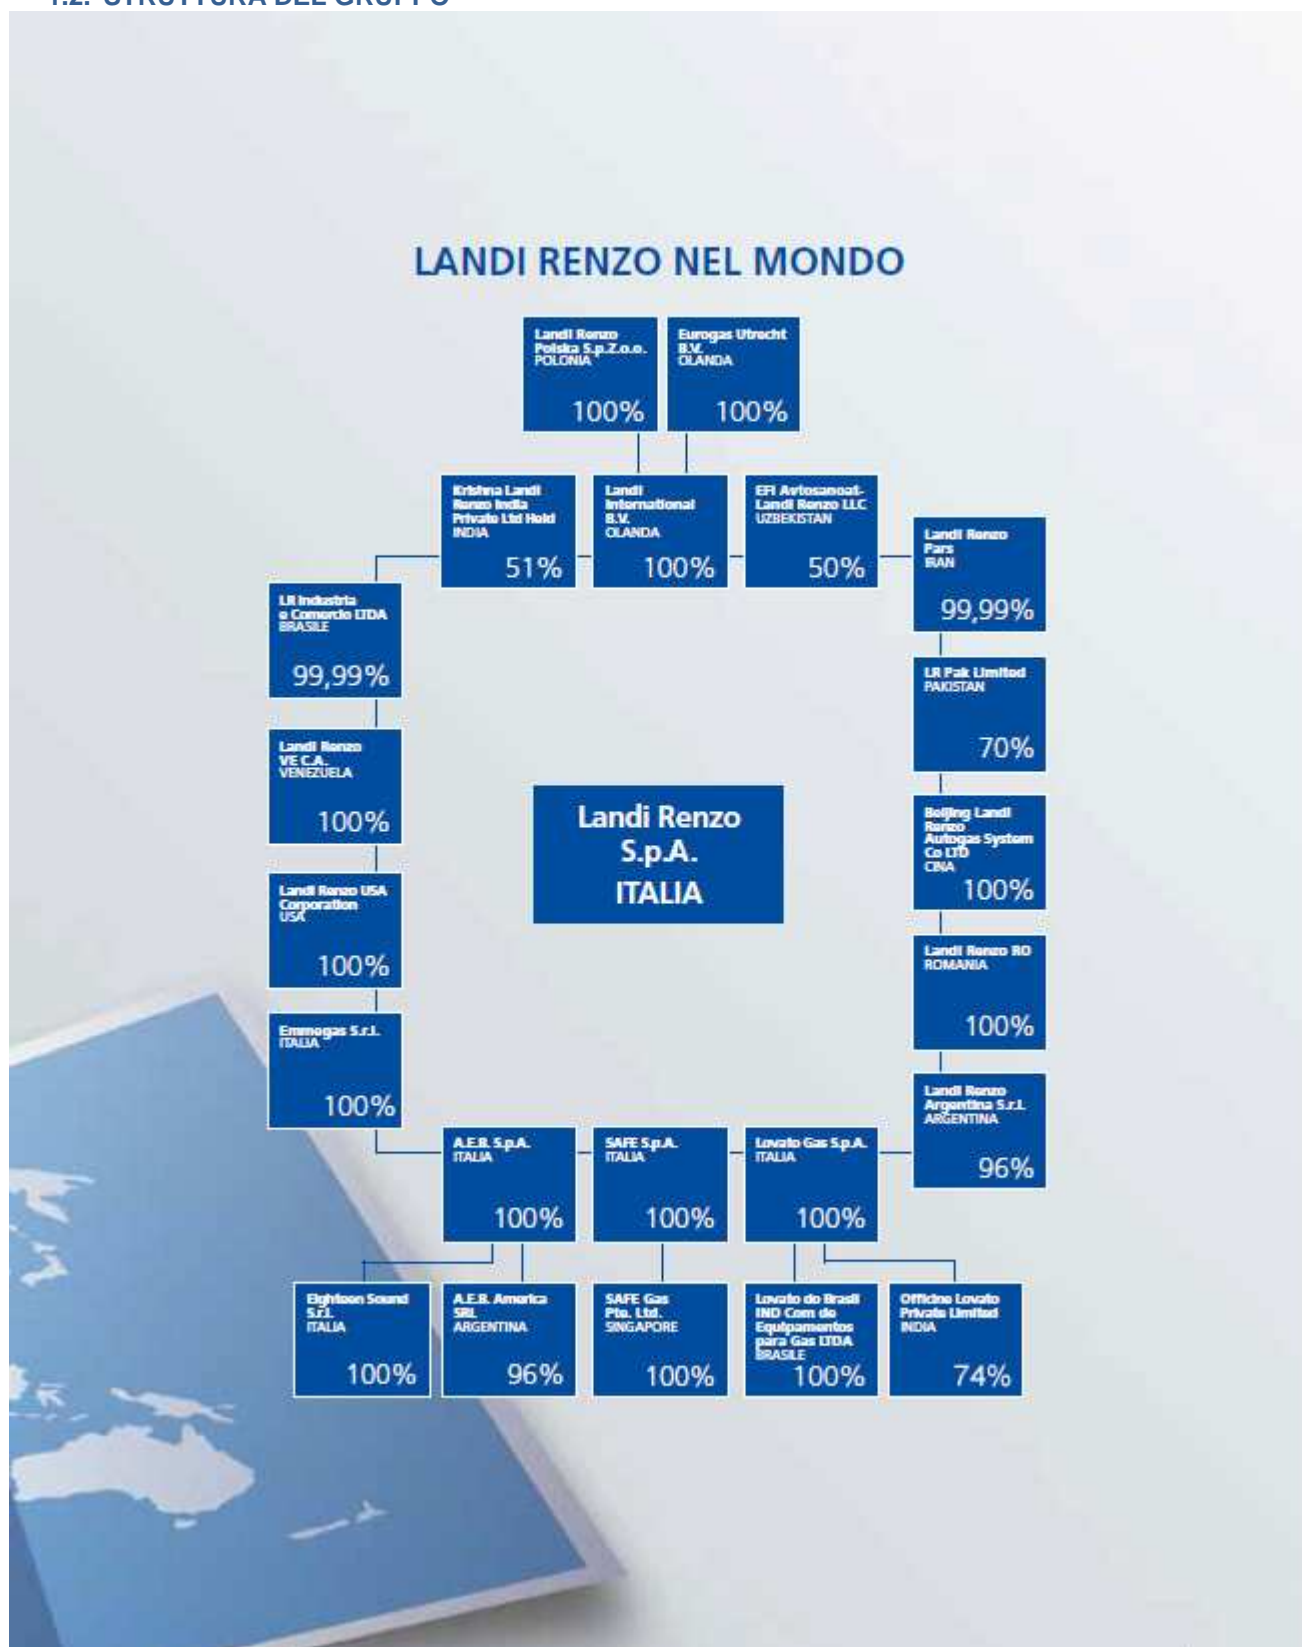 1.2. STRUTTURA DEL GRUPPO
LANDI RENZO NEL MONDO
Landi Renzo
Polska S.p.Z.o.o.
POLONIA
100%
Eurogas Utrecht
B.V.
OLANDA
100%
Krishna Landi
Renzo India
Private Ltd Held
INDIA
51%
Landi
International
B.V.
OLANDA
100%
EFI Avtosanoat-
Landi Renzo LLC
UZBEKISTAN
50%
Landi Renzo
Pars
IRAN
99,99%
LR Industria
e Comercio LTDA
BRASILE
99,99%
LR Pak Limited
PAKISTAN
70%
Landi Renzo
VE C.A.
VENEZUELA
100%
Landi Renzo
S.p.A.
ITALIA
Beijing Landi
Renzo
Autogas System
Co LTD
CINA
100%
Landi Renzo USA
Corporation
USA
100%
Landi Renzo RO
ROMANIA
100%
Emmegas S.r.l.
ITALIA
100%
Landi Renzo
Argentina S.r.l.
ARGENTINA
96%
A.E.B. S.p.A.
ITALIA
100%
SAFE S.p.A.
ITALIA
100%
Lovato Gas S.p.A.
ITALIA
100%
Eighteen Sound
S.r.l.
ITALIA
100%
A.E.B. America
SRL
ARGENTINA
96%
SAFE Gas
Pte. Ltd.
SINGAPORE
100%
Lovato do Brasil
IND Com de
Equipamentos
para Gas LTDA
BRASILE
100%
Officine Lovato
Private Limited
INDIA
74%